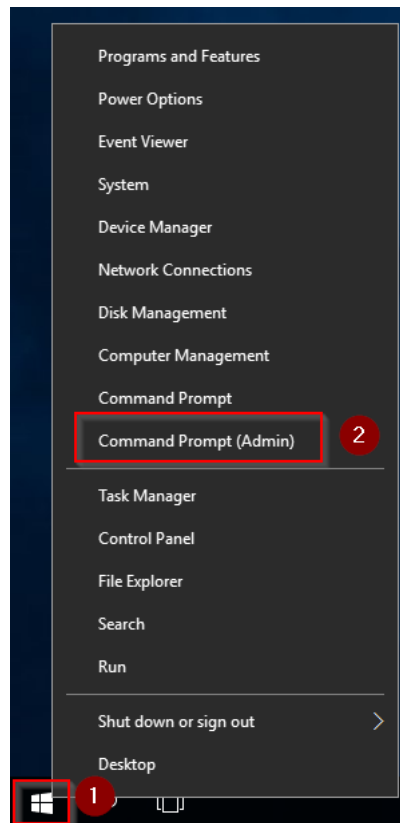 Programs and Features
Power Options
Event Viewer
System
Device Manager
Network Connections
Disk Management
Computer Management
Command Prompt
Command Prompt (Admin)
2
Task Manager
Control Panel
File Explorer
Search
Run
Shut down or sign out
Desktop
1